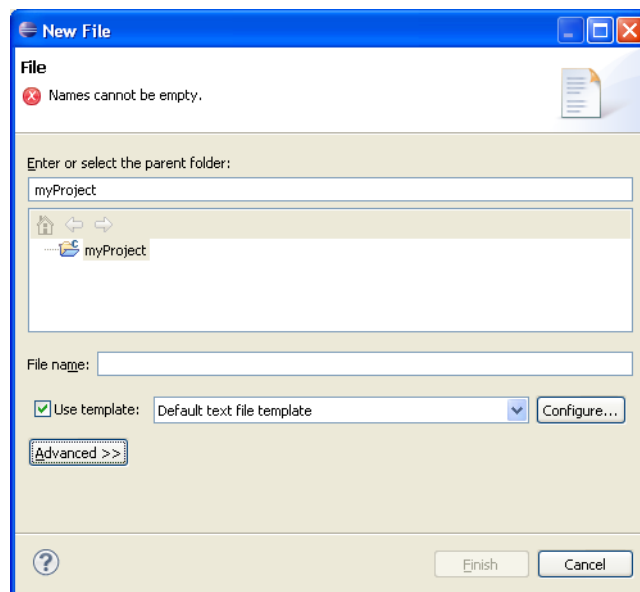 New File
File
Names cannot be empty.
Enter or select the parent folder:
myProject
myProject
File name:
Use template: Default text file template Configure...
Advanced >>
Finish Cancel